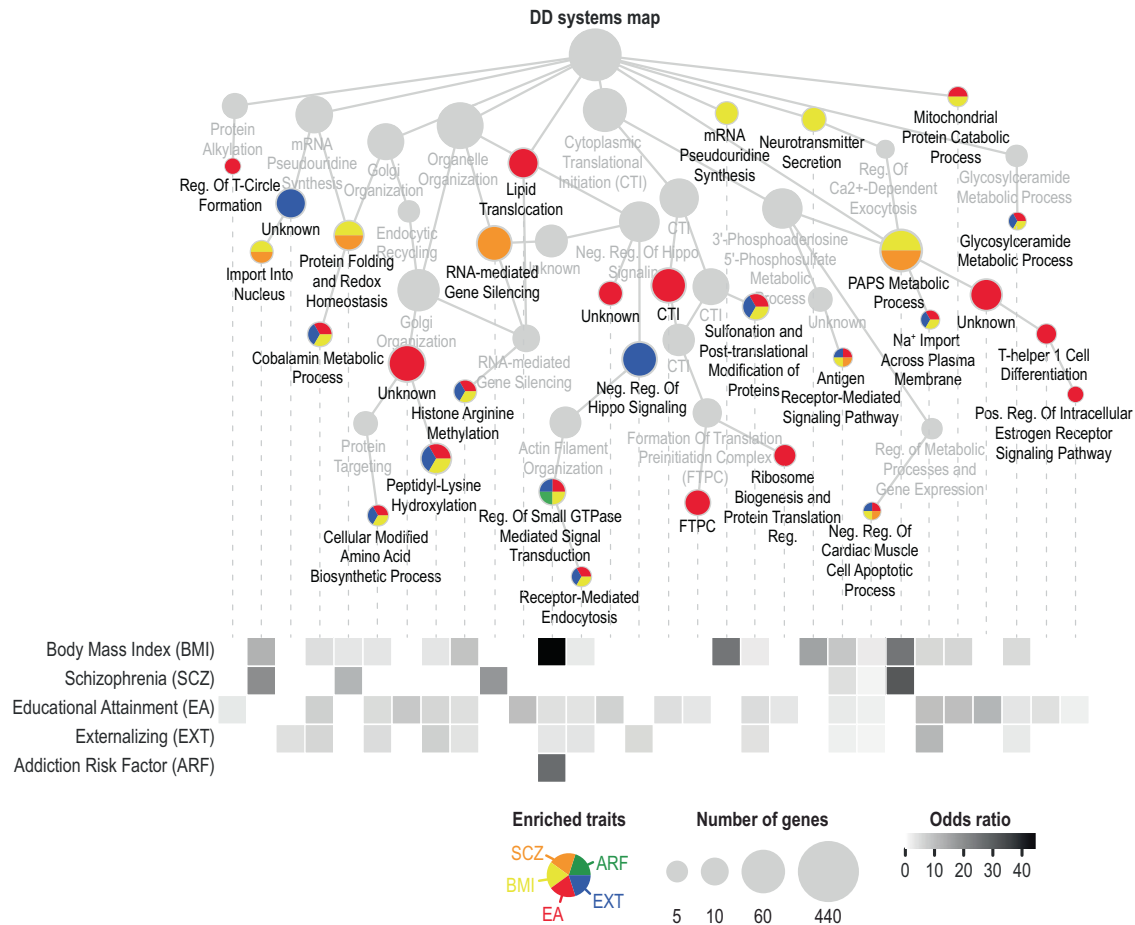 DD systems map
Protein
Alkylation
Reg. Of T-Circle
Formation
mRNA
Pseudouridine
Synthesis
Unknown
Import Into
Nucleus
Golgi
Organization
Endocytic
Recycling
Protein Folding
and Redox
Homeostasis
Cobalamin Metabolic
Process
Organelle
Organization
Lipid
Translocation
RNA-mediated
Gene Silencing
Unknown
Golgi
Organization
Unknown
RNA-mediated
Gene Silencing
Histone Arginine
Methylation
Protein
Targeting
Peptidyl-Lysine
Hydroxylation
Cellular Modified
Amino Acid
Biosynthetic Process
Cytoplasmic
Translational
Initiation (CTI)
Neg. Reg. Of Hippo
Signaling
Unknown
Neg. Reg. Of
Hippo Signaling
Actin Filament
Organization
Reg. Of Small GTPase
Mediated Signal
Transduction
Receptor-Mediated
Endocytosis
CTI
CTI
CTI
CTI
Sulfonation and
Post-translational
Modification of
Proteins
Formation Of Translation
Preinitiation Complex
(FTPC)
FTPC
Ribosome
Biogenesis and
Protein Translation
Reg.
mRNA
Pseudouridine
Synthesis
Neurotransmitter
Secretion
3'-Phosphoadenosine
5'-Phosphosulfate
Metabolic
Process
Unknown
Antigen
Receptor-Mediated
Signaling Pathway
Reg. Of
Ca2+-Dependent
Exocytosis
Mitochondrial
Protein Catabolic
Process
Glycosylceramide
Metabolic Process
Glycosylceramide
Metabolic Process
PAPS Metabolic
Process
Na⁺ Import
Across Plasma
Membrane
Unknown
T-helper 1 Cell
Differentiation
Pos. Reg. Of Intracellular
Estrogen Receptor
Signaling Pathway
Reg. of Metabolic
Processes and
Gene Expression
Neg. Reg. Of
Cardiac Muscle
Cell Apoptotic
Process
Body Mass Index (BMI)
Schizophrenia (SCZ)
Educational Attainment (EA)
Externalizing (EXT)
Addiction Risk Factor (ARF)
Enriched traits
SCZ
ARF
BMI
EXT
EA
Number of genes
5 10 60 440
Odds ratio
0 10 20 30 40